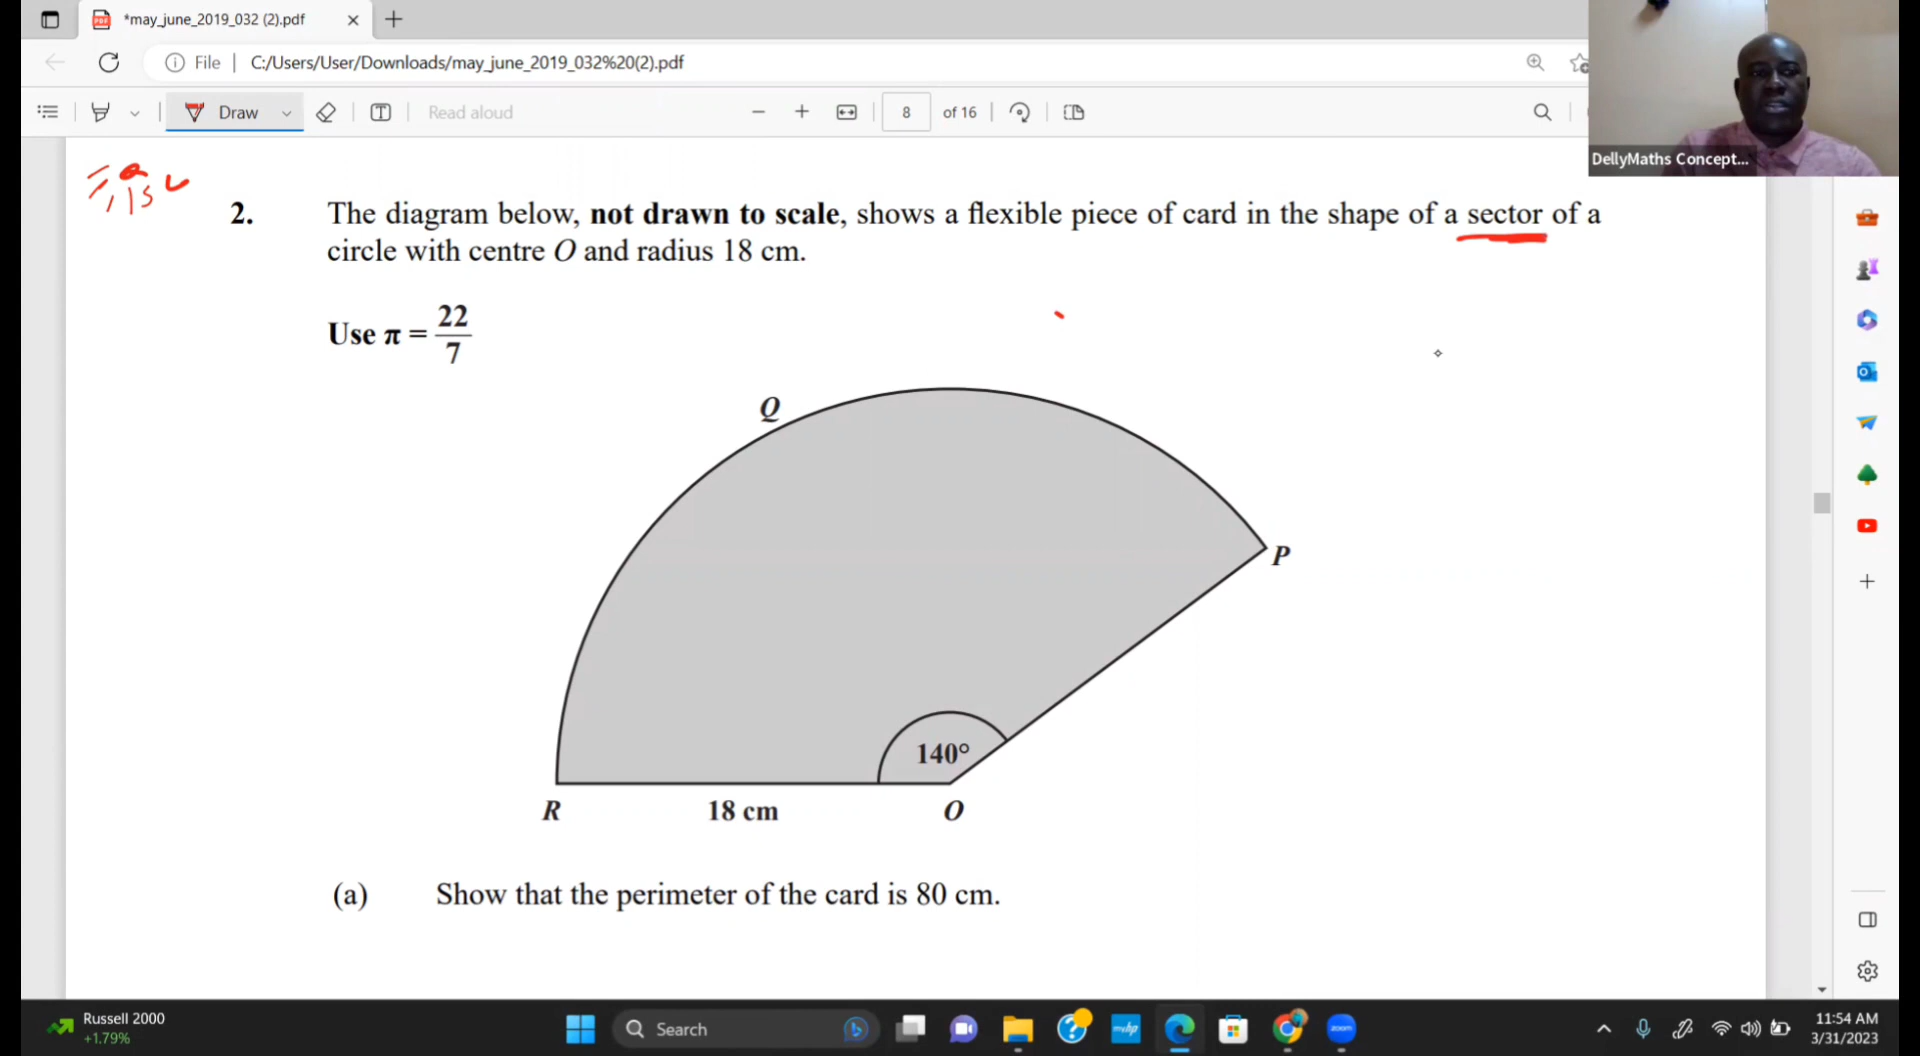 *may_june_2019_032 (2).pdf
File
C:/Users/User/Downloads/may_june_2019_032%20(2).pdf
Draw
Read aloud
8 of 16
DellyMaths Concept...
2. The diagram below, not drawn to scale, shows a flexible piece of card in the shape of a sector of a
circle with centre O and radius 18 cm.
Use π = 22/7
Q
P
140°
R 18 cm O
(a) Show that the perimeter of the card is 80 cm.
Russell 2000
+1.79%
Search
myhp
zoom
11:54 AM
3/31/2023